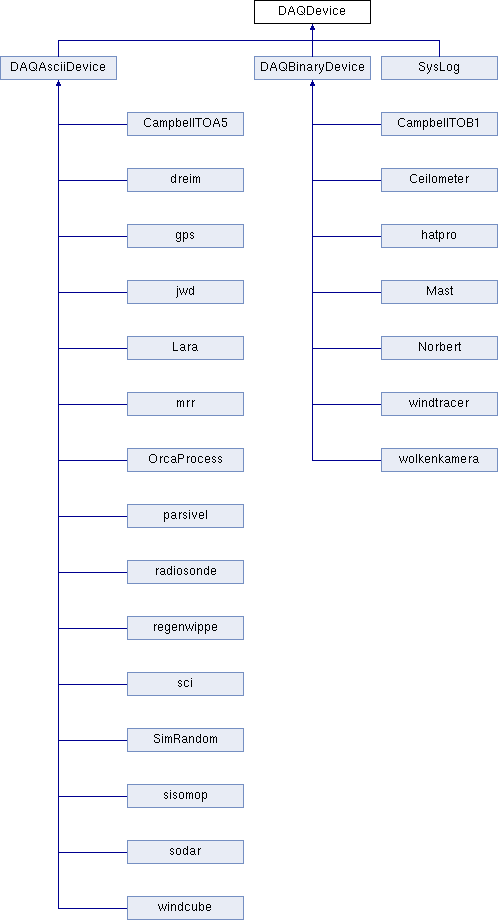 DAQDevice
DAQAsciiDevice
DAQBinaryDevice
SysLog
CampbellTOA5
CampbellTOB1
dreim
Ceilometer
gps
hatpro
jwd
Mast
Lara
Norbert
mrr
windtracer
OrcaProcess
wolkenkamera
parsivel
radiosonde
regenwippe
sci
SimRandom
sisomop
sodar
windcube